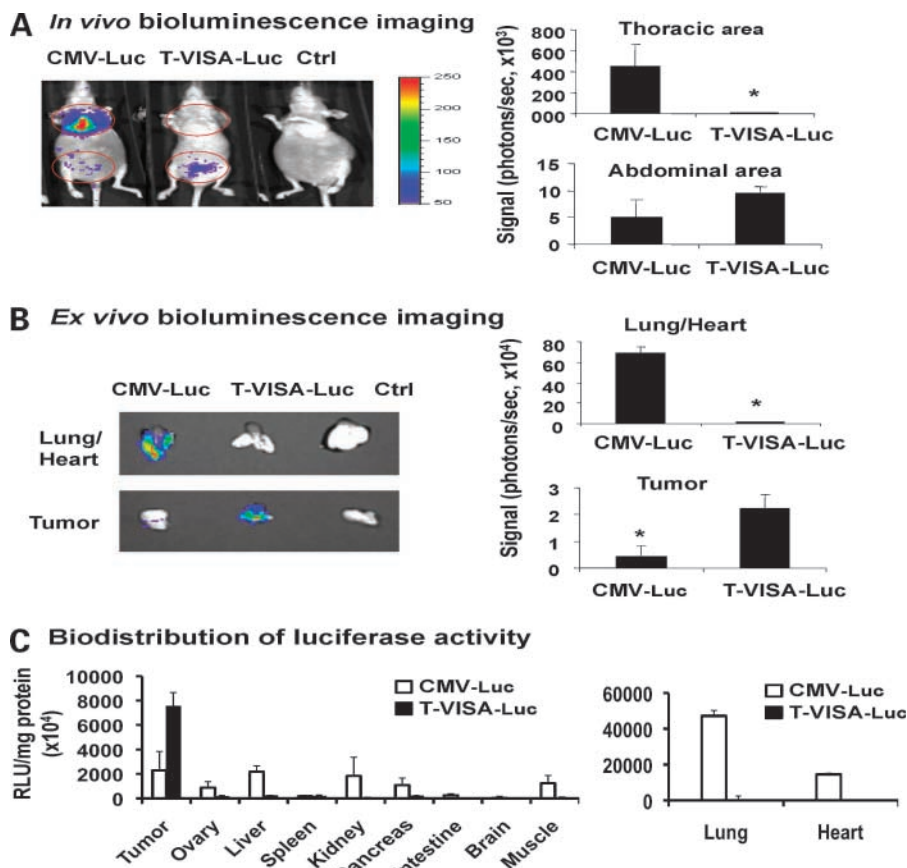 A In vivo bioluminescence imaging
CMV-Luc T-VISA-Luc Ctrl
250
200
150
100
50
Signal (photons/sec, x10³)
Thoracic area
800
600
400
200
000
*
CMV-Luc T-VISA-Luc
Abdominal area
15
10
5
0
CMV-Luc T-VISA-Luc
B Ex vivo bioluminescence imaging
CMV-Luc T-VISA-Luc Ctrl
Lung/
Heart
Tumor
Signal (photons/sec, x10⁴)
Lung/Heart
80
60
40
20
0
*
CMV-Luc T-VISA-Luc
Tumor
3
2
1
0
*
CMV-Luc T-VISA-Luc
C Biodistribution of luciferase activity
RLU/mg protein
(x10⁴)
10000
8000
6000
4000
2000
0
CMV-Luc
T-VISA-Luc
Tumor
Ovary
Liver
Spleen
Kidney
Pancreas
Intestine
Brain
Muscle
60000
40000
20000
0
CMV-Luc
T-VISA-Luc
Lung Heart